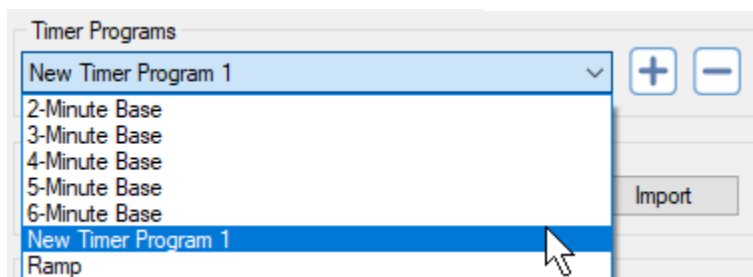 Timer Programs
New Timer Program 1
2-Minute Base
3-Minute Base
4-Minute Base
5-Minute Base
6-Minute Base
Import
New Timer Program 1
Ramp